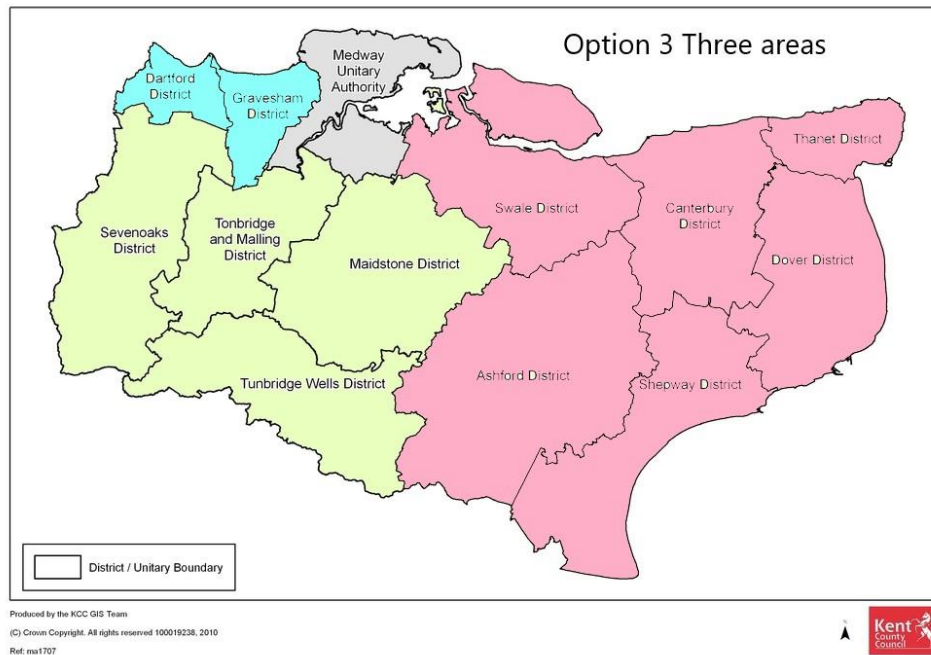 Option 3 Three areas
Medway
Unitary
Authority
Dartford
District
Gravesham
District
Thanet District
Swale District
Canterbury
District
Sevenoaks
District
Tonbridge
and Malling
District
Maidstone District
Dover District
Ashford District
Tunbridge Wells District
Shepway District
District / Unitary Boundary
Produced by the KCC GIS Team
(C) Crown Copyright. All rights reserved 100019238, 2010
Ref: ma1707
Kent
County
Council